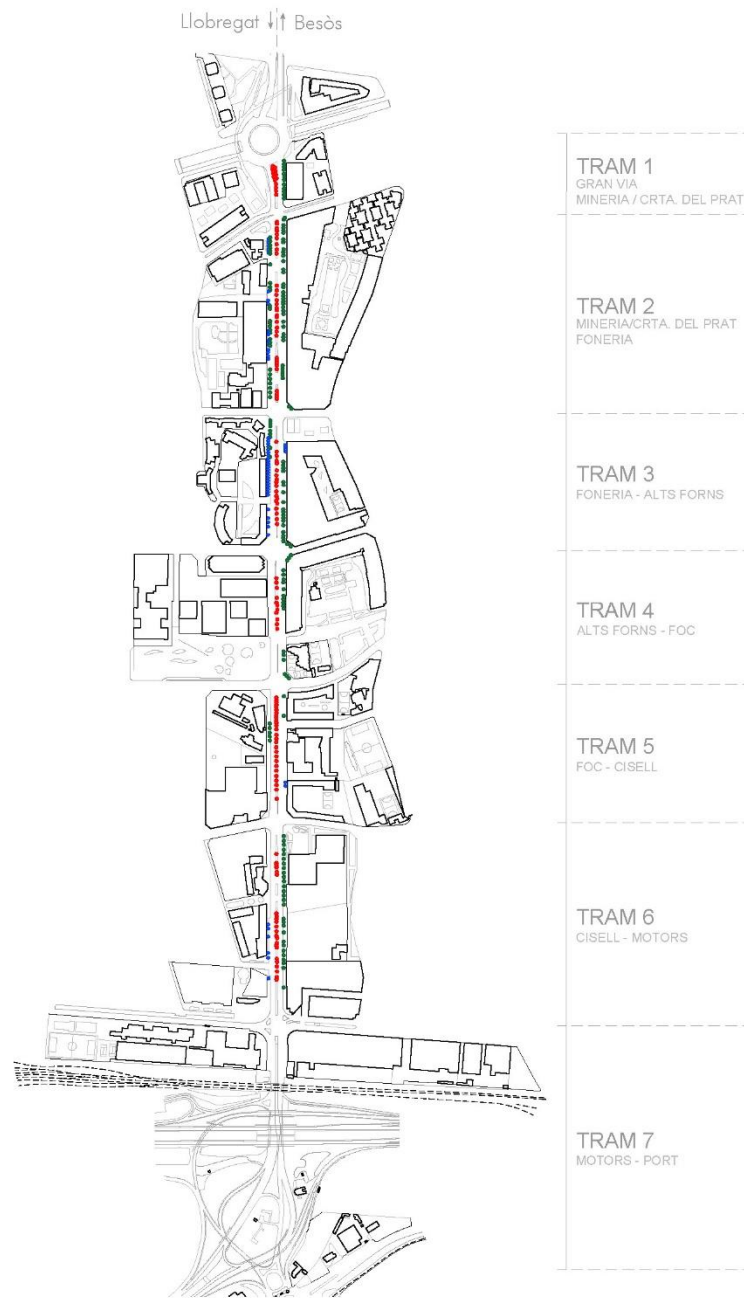 Llobregat ↓ ↑ Besòs
TRAM 1
GRAN VIA
MINERIA / CRTA. DEL PRAT
TRAM 2
MINERIA/CRTA. DEL PRAT
FONERIA
TRAM 3
FONERIA - ALTS FORNS
TRAM 4
ALTS FORNS - FOC
TRAM 5
FOC - CISELL
TRAM 6
CISELL - MOTORS
TRAM 7
MOTORS - PORT